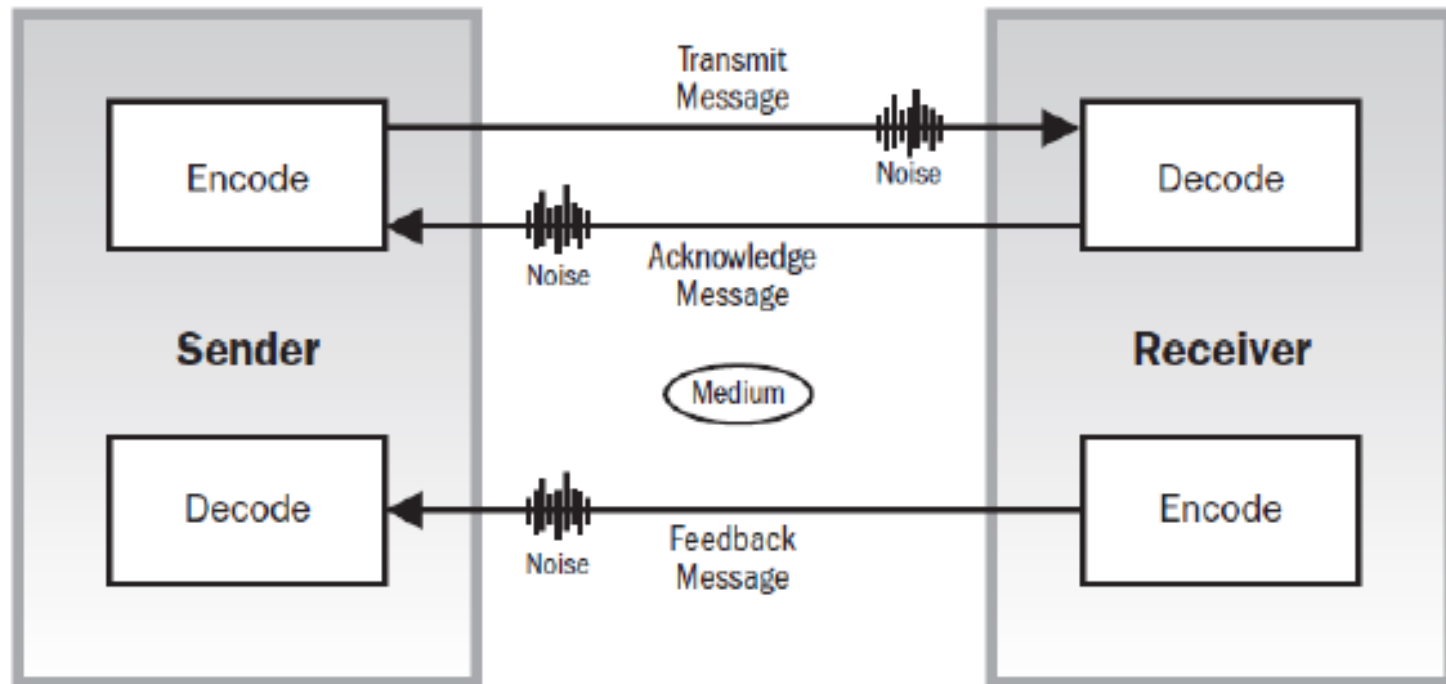 Transmit
Message
Encode
Noise
Decode
Noise
Acknowledge
Message
Sender
Receiver
Medium
Decode
Noise
Feedback
Message
Encode